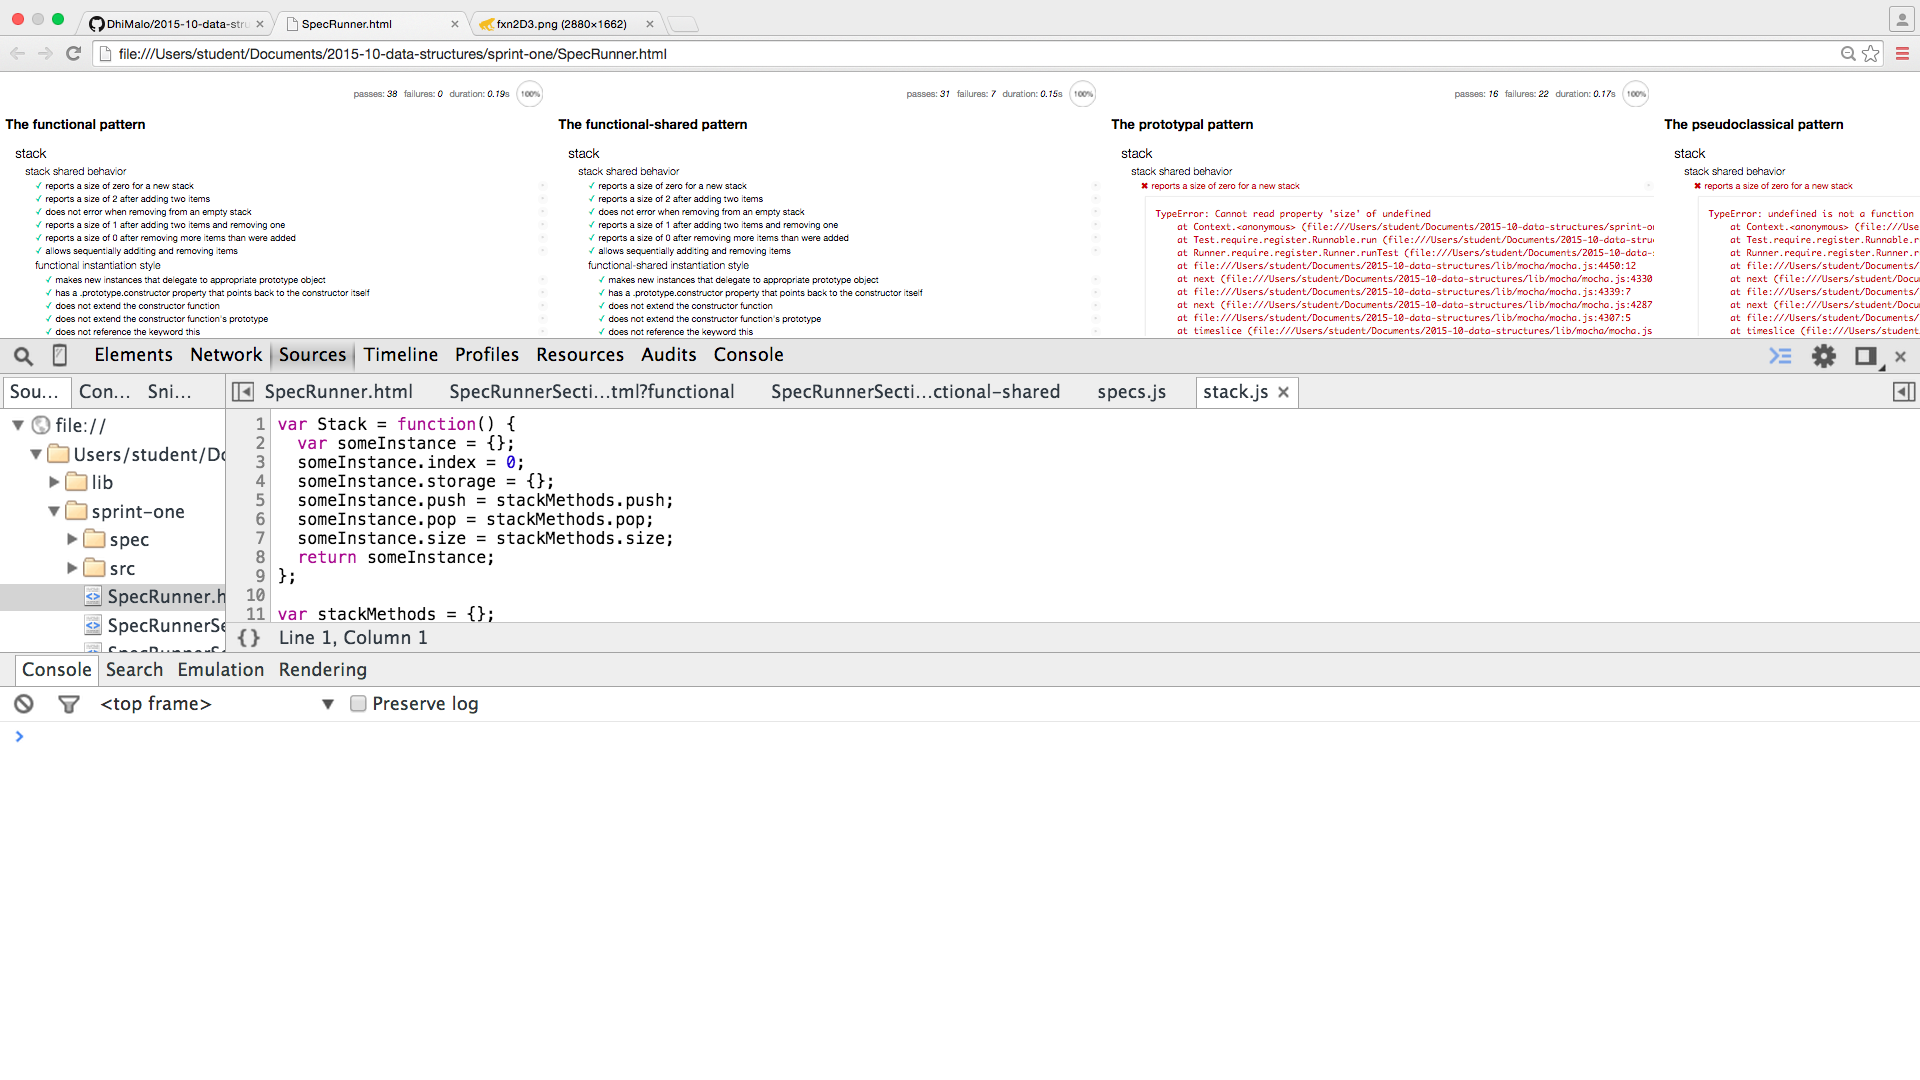 DhiMalo/2015-10-data-stru
SpecRunner.html
fxn2D3.png (2880×1662)
file:///Users/student/Documents/2015-10-data-structures/sprint-one/SpecRunner.html
passes: 38 failures: 0 duration: 0.19s 100%
The functional pattern
stack
stack shared behavior
✓ reports a size of zero for a new stack
✓ reports a size of 2 after adding two items
✓ does not error when removing from an empty stack
✓ reports a size of 1 after adding two items and removing one
✓ reports a size of 0 after removing more items than were added
✓ allows sequentially additing and removing items
functional instantiation style
✓ makes new instances that delegate to appropriate prototype object
✓ has a .prototype.constructor property that points back to the constructor itself
✓ does not extend the constructor function
✓ does not extend the constructor function's prototype
✓ does not reference the keyword this
passes: 31 failures: 7 duration: 0.15s 100%
The functional-shared pattern
stack
stack shared behavior
✓ reports a size of zero for a new stack
✓ reports a size of 2 after adding two items
✓ does not error when removing from an empty stack
✓ reports a size of 1 after adding two items and removing one
✓ reports a size of 0 after removing more items than were added
✓ allows sequentially additing and removing items
functional-shared instantiation style
✓ makes new instances that delegate to appropriate prototype object
✓ has a .prototype.constructor property that points back to the constructor itself
✓ does not extend the constructor function
✓ does not extend the constructor function's prototype
✓ does not reference the keyword this
passes: 16 failures: 22 duration: 0.17s 100%
The prototypal pattern
stack
stack shared behavior
✖ reports a size of zero for a new stack
TypeError: Cannot read property 'size' of undefined
at Context.<anonymous> (file:///Users/student/Documents/2015-10-data-structures/sprint-o
at Test.require.register.Runnable.run (file:///Users/student/Documents/2015-10-data-stru
at Runner.require.register.Runner.runTest (file:///Users/student/Documents/2015-10-data-
at file:///Users/student/Documents/2015-10-data-structures/lib/mocha/mocha.js:4450:12
at next (file:///Users/student/Documents/2015-10-data-structures/lib/mocha/mocha.js:4330
at file:///Users/student/Documents/2015-10-data-structures/lib/mocha/mocha.js:4339:7
at next (file:///Users/student/Documents/2015-10-data-structures/lib/mocha/mocha.js:4287
at file:///Users/student/Documents/2015-10-data-structures/lib/mocha/mocha.js:4307:5
at timeslice (file:///Users/student/Documents/2015-10-data-structures/lib/mocha/mocha.js
The pseudoclassical pattern
stack
stack shared behavior
✖ reports a size of zero for a new stack
TypeError: undefined is not a function
at Context.<anonymous> (file:///Use
at Test.require.register.Runnable.r
at Runner.require.register.Runner.r
at file:///Users/student/Documents/
at next (file:///Users/student/Docu
at file:///Users/student/Documents/
at next (file:///Users/student/Docu
at file:///Users/student/Documents/
at timeslice (file:///Users/student
Elements Network Sources Timeline Profiles Resources Audits Console
Sou... Con... Sni...
SpecRunner.html SpecRunnerSecti...tml?functional SpecRunnerSecti...ctional-shared specs.js stack.js
file://
Users/student/Do
lib
sprint-one
spec
src
SpecRunner.h
SpecRunnerSe
SpecRunnerSe
1 var Stack = function() {
2 var someInstance = {};
3 someInstance.index = 0;
4 someInstance.storage = {};
5 someInstance.push = stackMethods.push;
6 someInstance.pop = stackMethods.pop;
7 someInstance.size = stackMethods.size;
8 return someInstance;
9 };
10
11 var stackMethods = {};
{} Line 1, Column 1
Console Search Emulation Rendering
<top frame> ▼ Preserve log
>